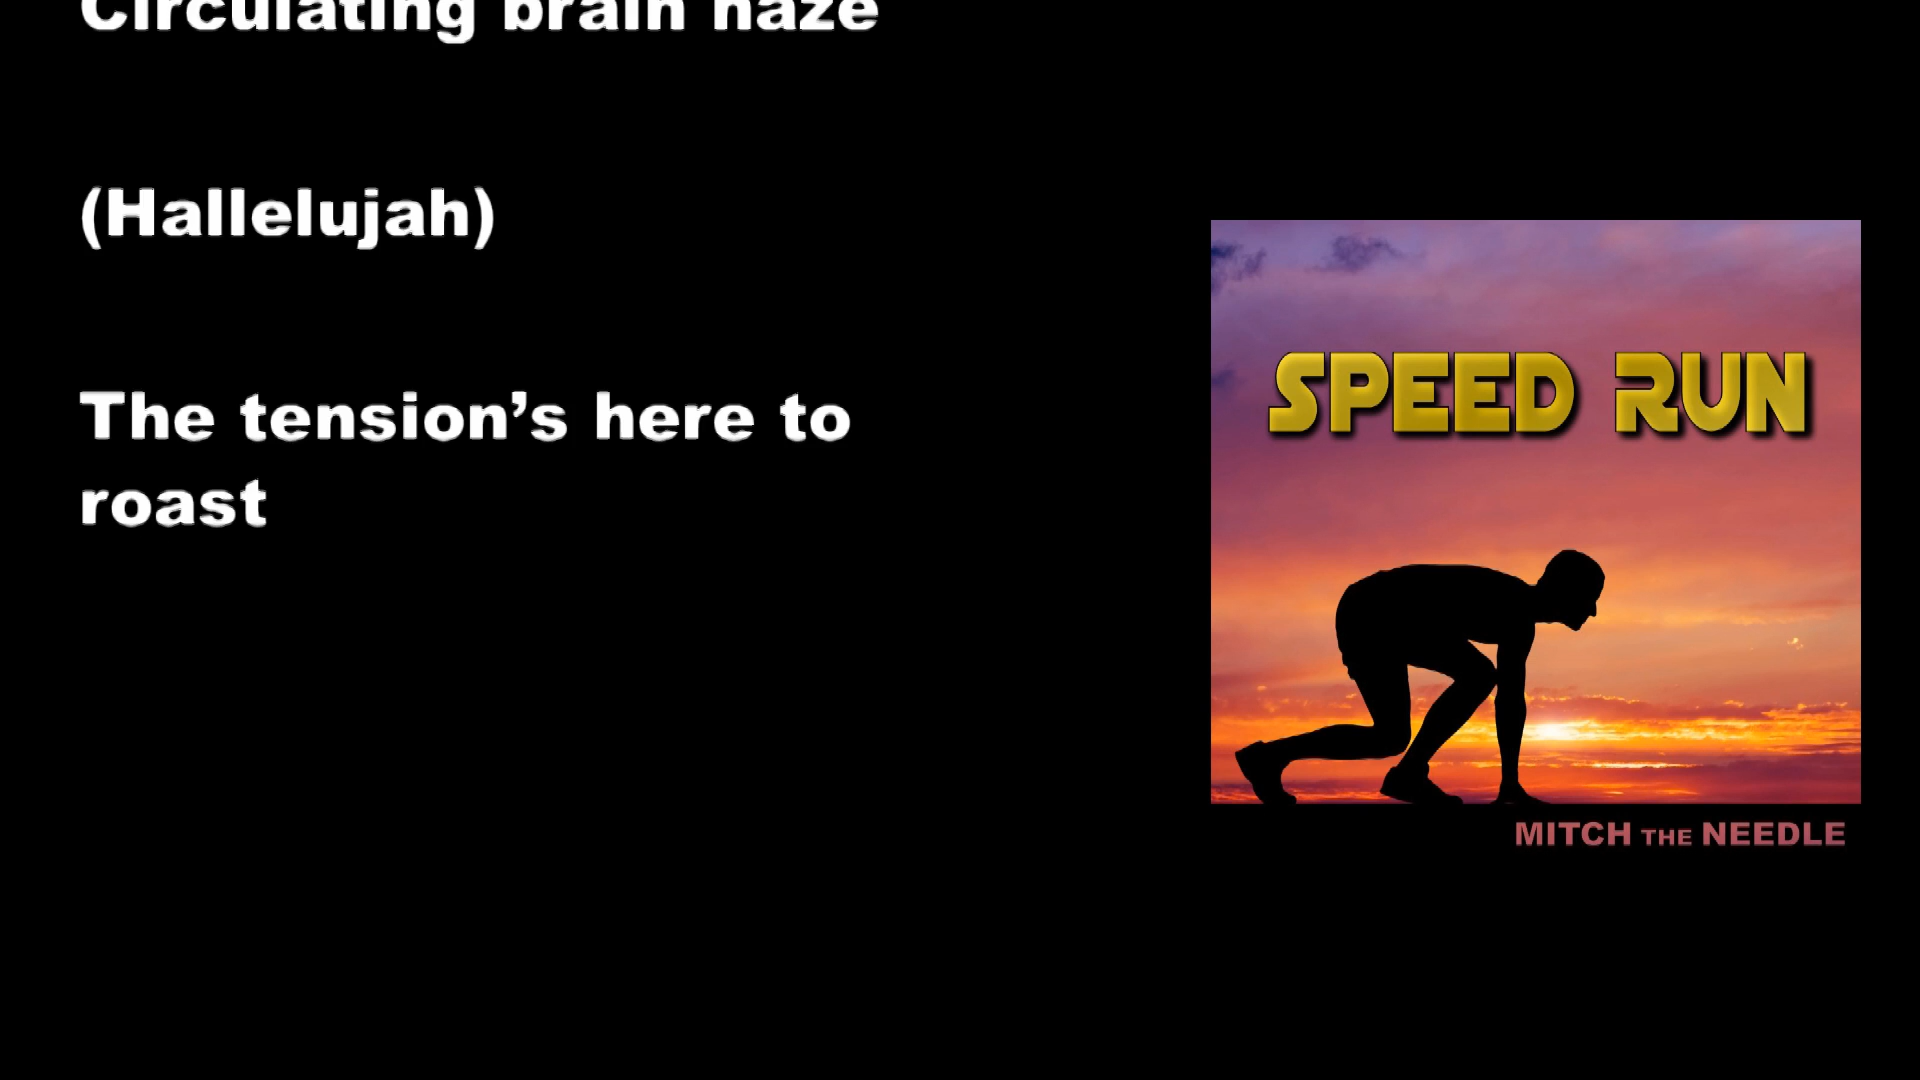 Circulating brain haze
(Hallelujah)
The tension’s here to
roast
SPEED RUN
MITCH THE NEEDLE